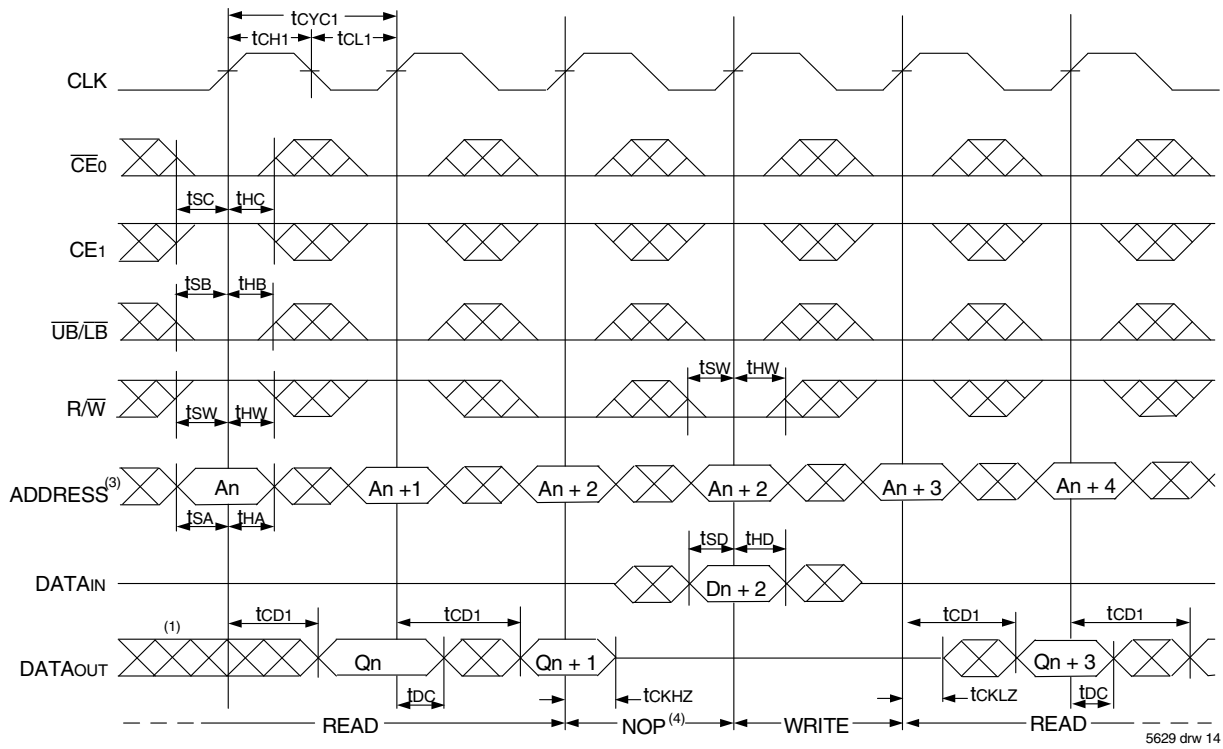 tCYC1
tCH1 tCL1
CLK
CE0
tSC tHC
CE1
tSB tHB
UB/LB
tSW tHW
R/W
tSW tHW
ADDRESS(3) An An +1 An + 2 An + 2 An + 3 An + 4
tSA tHA
tSD tHD
DATAIN Dn + 2
(1) tCD1 tCD1 tCD1 tCD1
DATAOUT Qn Qn + 1 Qn + 3
tDC tCKHZ tCKLZ tDC
READ NOP(4) WRITE READ
5629 drw 14